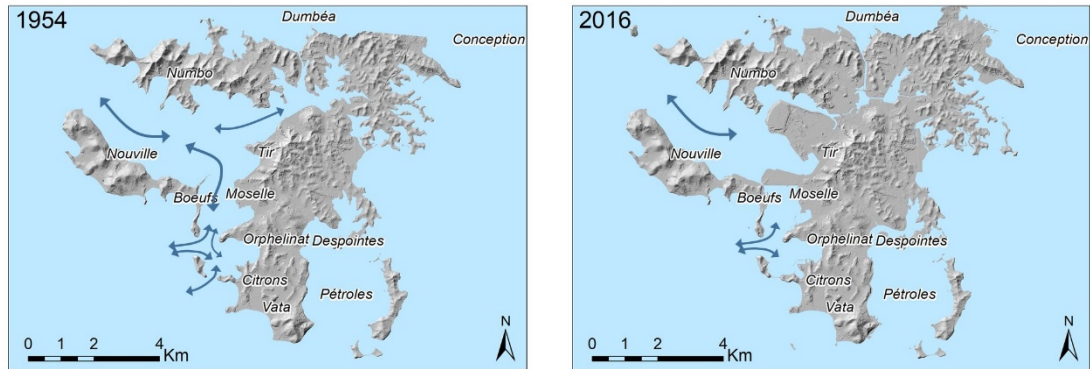 1954
Dumbéa
Conception
Numbo
Tir
Nouville
Boeufs
Moselle
Orphelinat
Despointes
Citrons
Pétroles
Vata
0 1 2 4
Km
N
2016
Dumbéa
Conception
Numbo
Tir
Nouville
Boeufs
Moselle
Orphelinat
Despointes
Citrons
Pétroles
Vata
0 1 2 4
Km
N